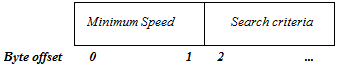 Minimum Speed Search criteria
Byte offset 0 1 2 ...